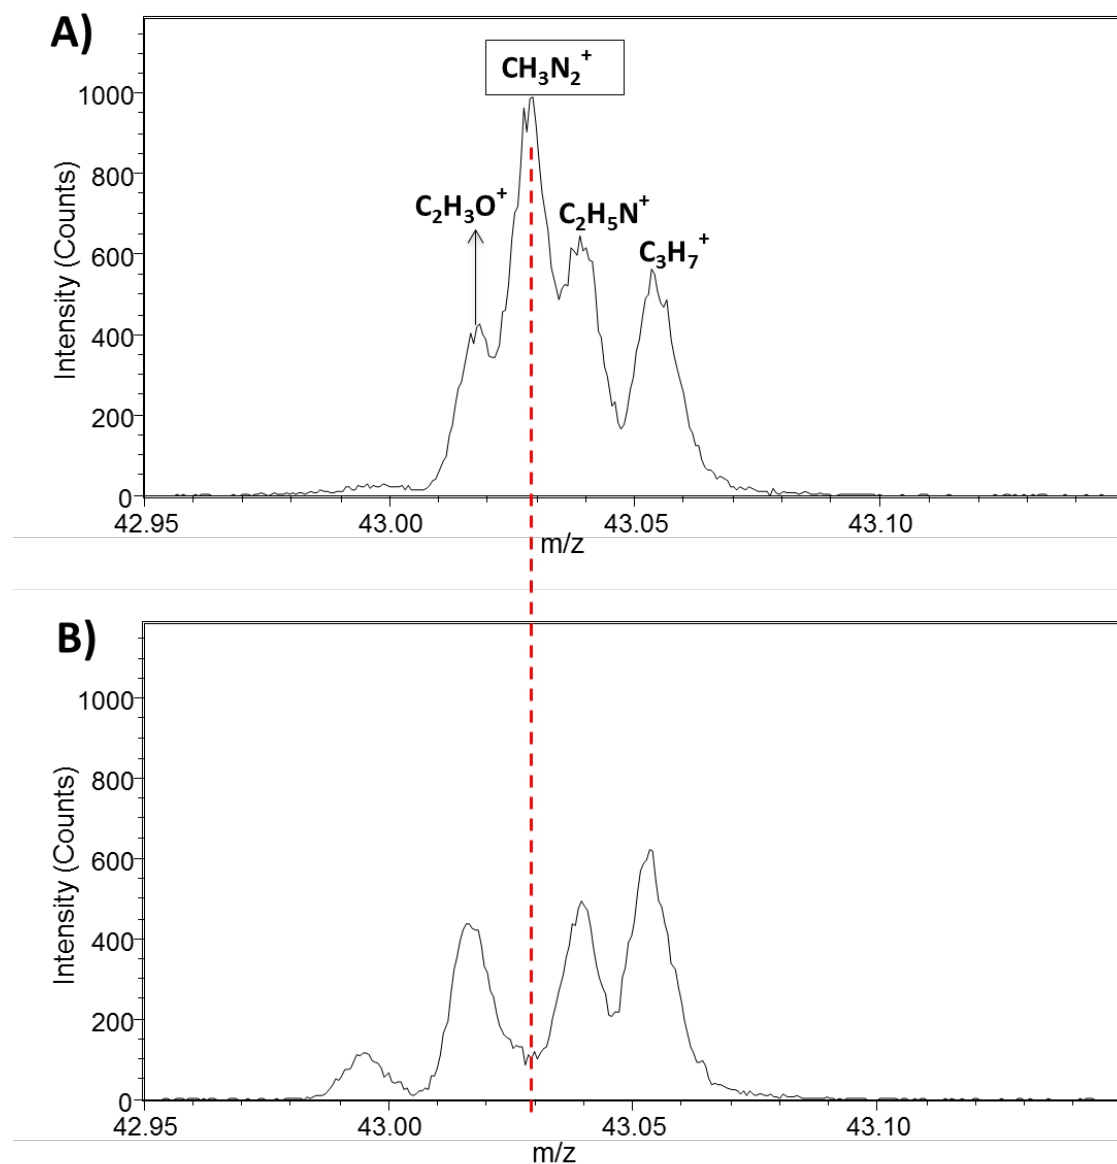 A)
CH₃N₂⁺
1000
800
C₂H₃O⁺
C₂H₅N⁺
C₃H₇⁺
600
400
200
0
Intensity (Counts)
42.95 43.00 43.05 43.10
m/z
B)
1000
800
600
400
200
0
Intensity (Counts)
42.95 43.00 43.05 43.10
m/z